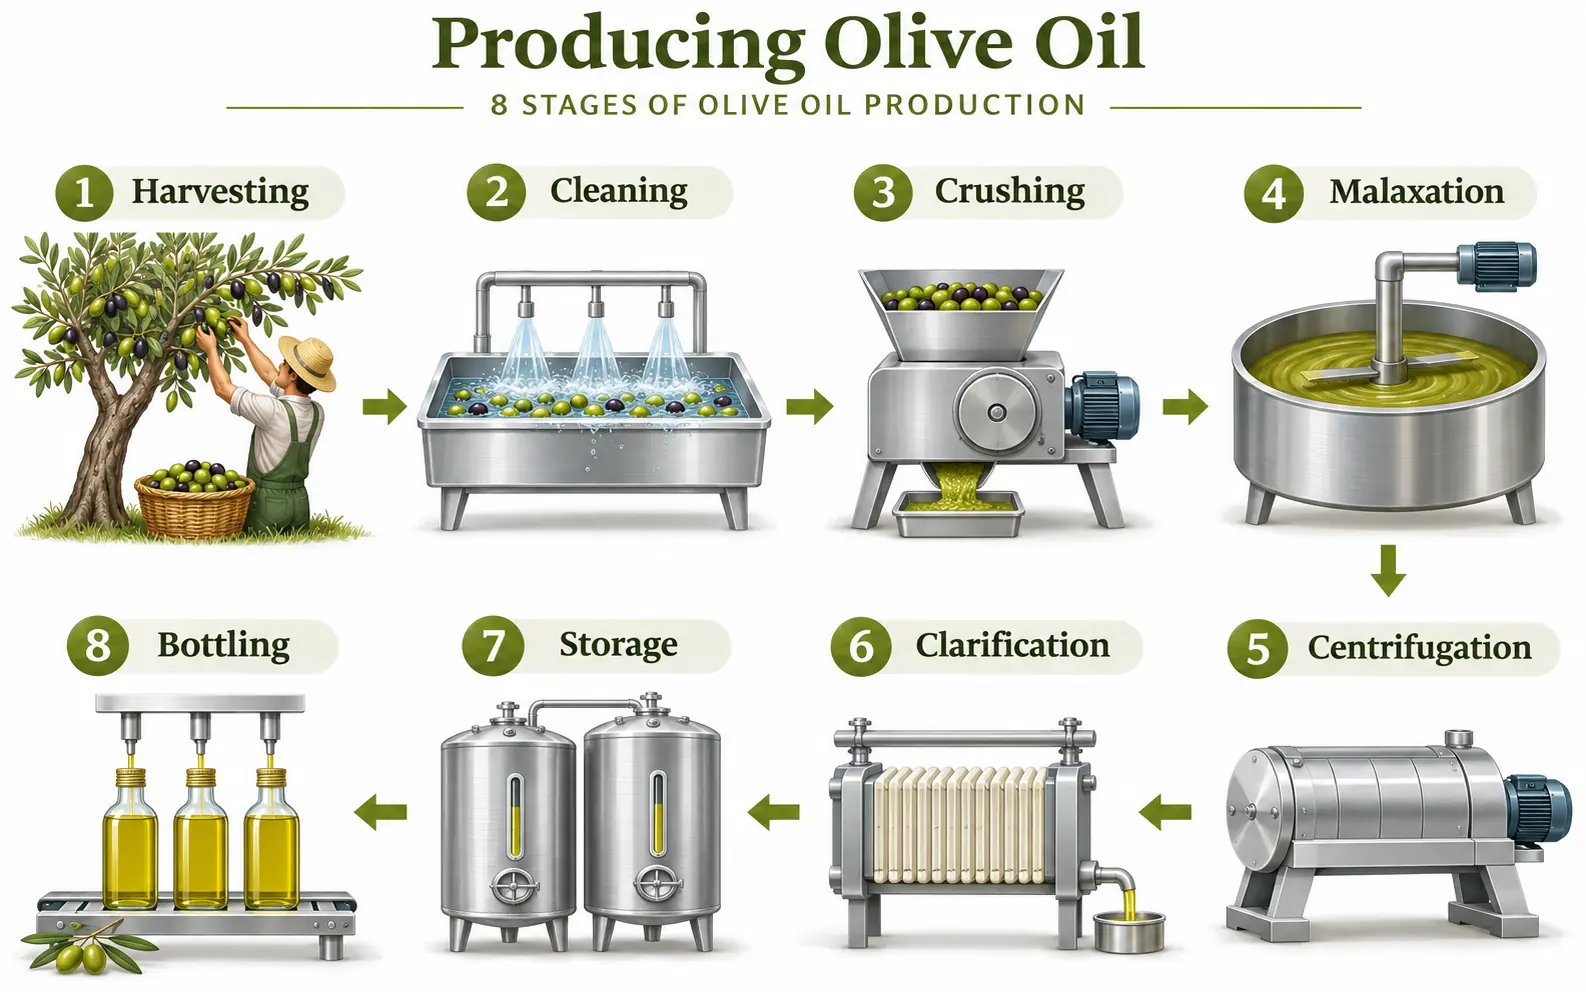 Producing Olive Oil
8 STAGES OF OLIVE OIL PRODUCTION
1 Harvesting
2 Cleaning
3 Crushing
4 Malaxation
8 Bottling
7 Storage
6 Clarification
5 Centrifugation